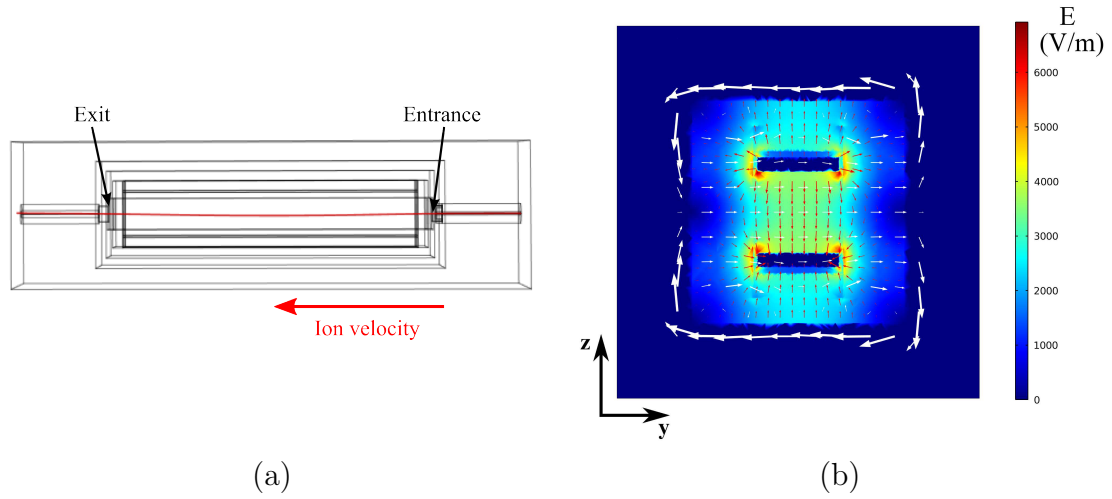 Exit
Entrance
Ion velocity
(a)
E
(V/m)
6000
5000
4000
3000
2000
1000
0
z
y
(b)